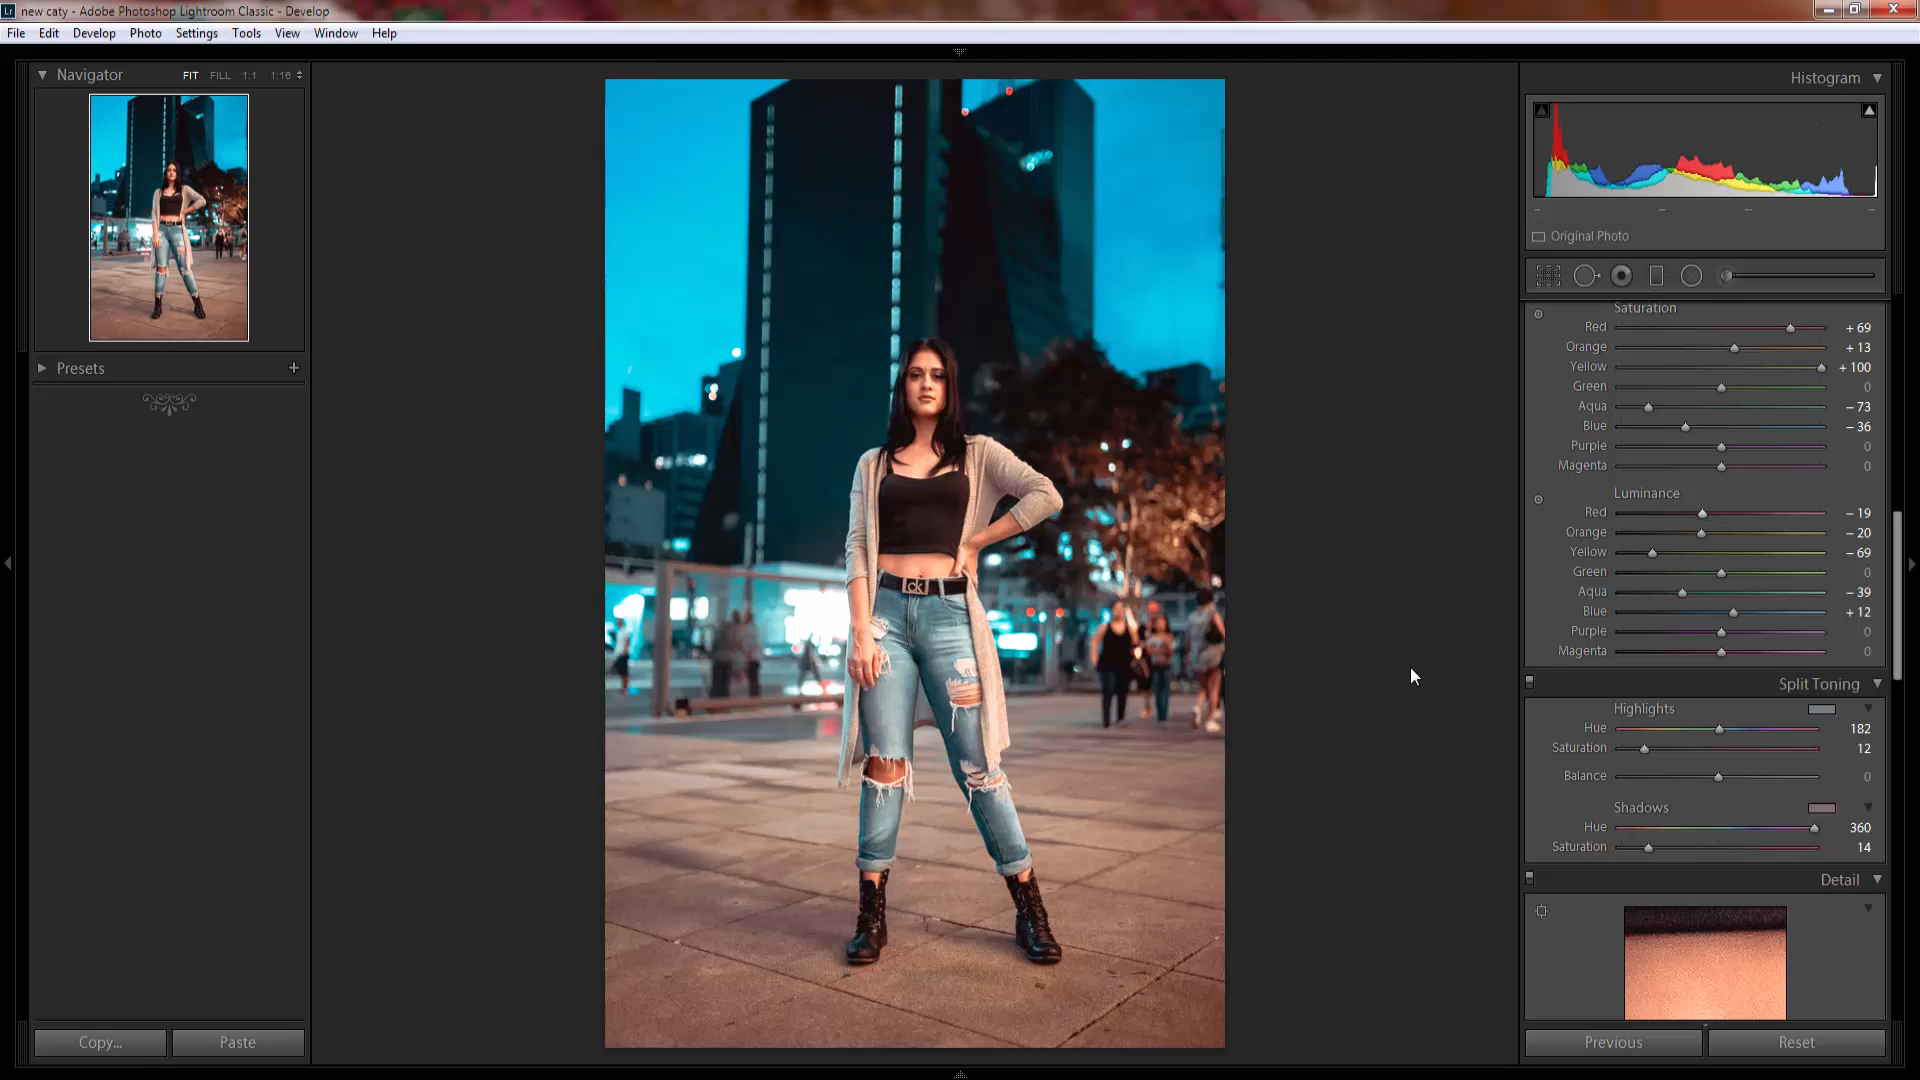 Lr new caty - Adobe Photoshop Lightroom Classic - Develop
File Edit Develop Photo Settings Tools View Window Help
Navigator FIT FILL 1:1 1:16
Histogram
Original Photo
Presets +
Saturation
Red + 69
Orange + 13
Yellow + 100
Green 0
Aqua – 73
Blue – 36
Purple 0
Magenta 0
Luminance
Red – 19
Orange – 20
Yellow – 69
Green 0
Aqua – 39
Blue + 12
Purple 0
Magenta 0
Split Toning
Highlights
Hue 182
Saturation 12
Balance 0
Shadows
Hue 360
Saturation 14
Detail
ck
Copy... Paste
Previous Reset